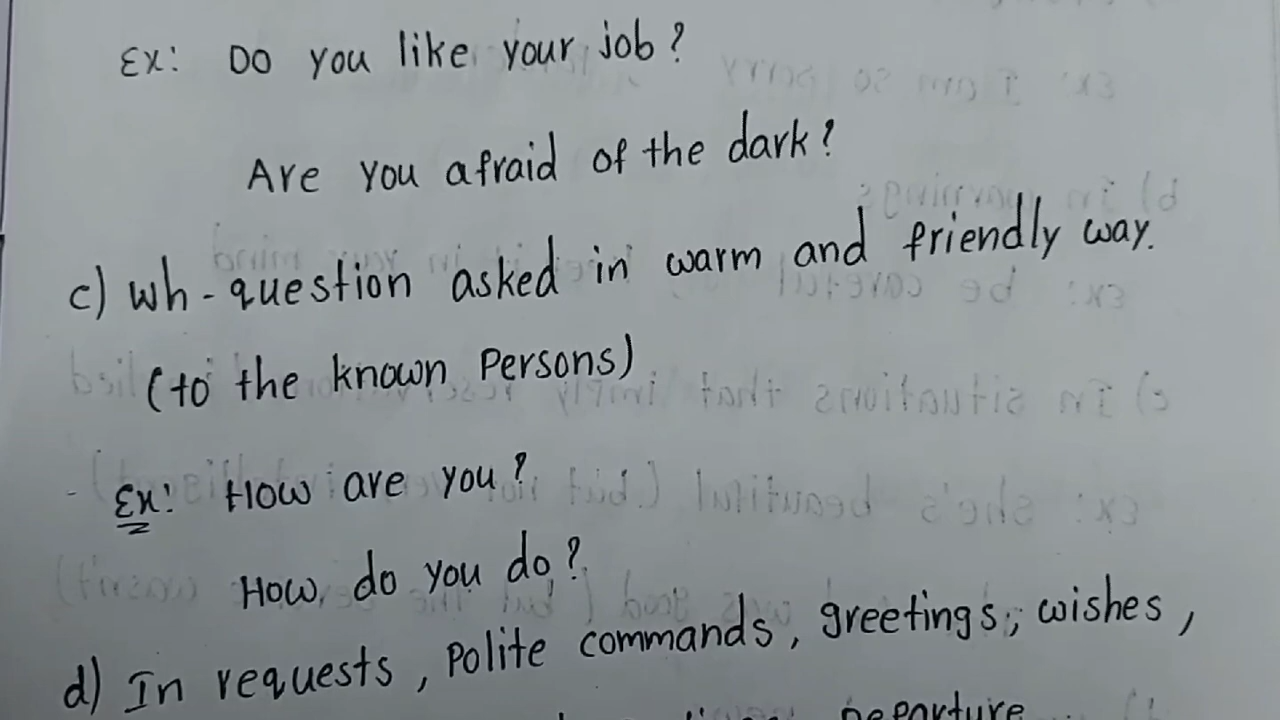 Ex: Do you like your job?
Are you afraid of the dark?
c) Wh-question asked in warm and friendly way.
(to the known Persons)
- Ex: How are you?
How do you do?
d) In requests, Polite commands, greetings, wishes,
Departure